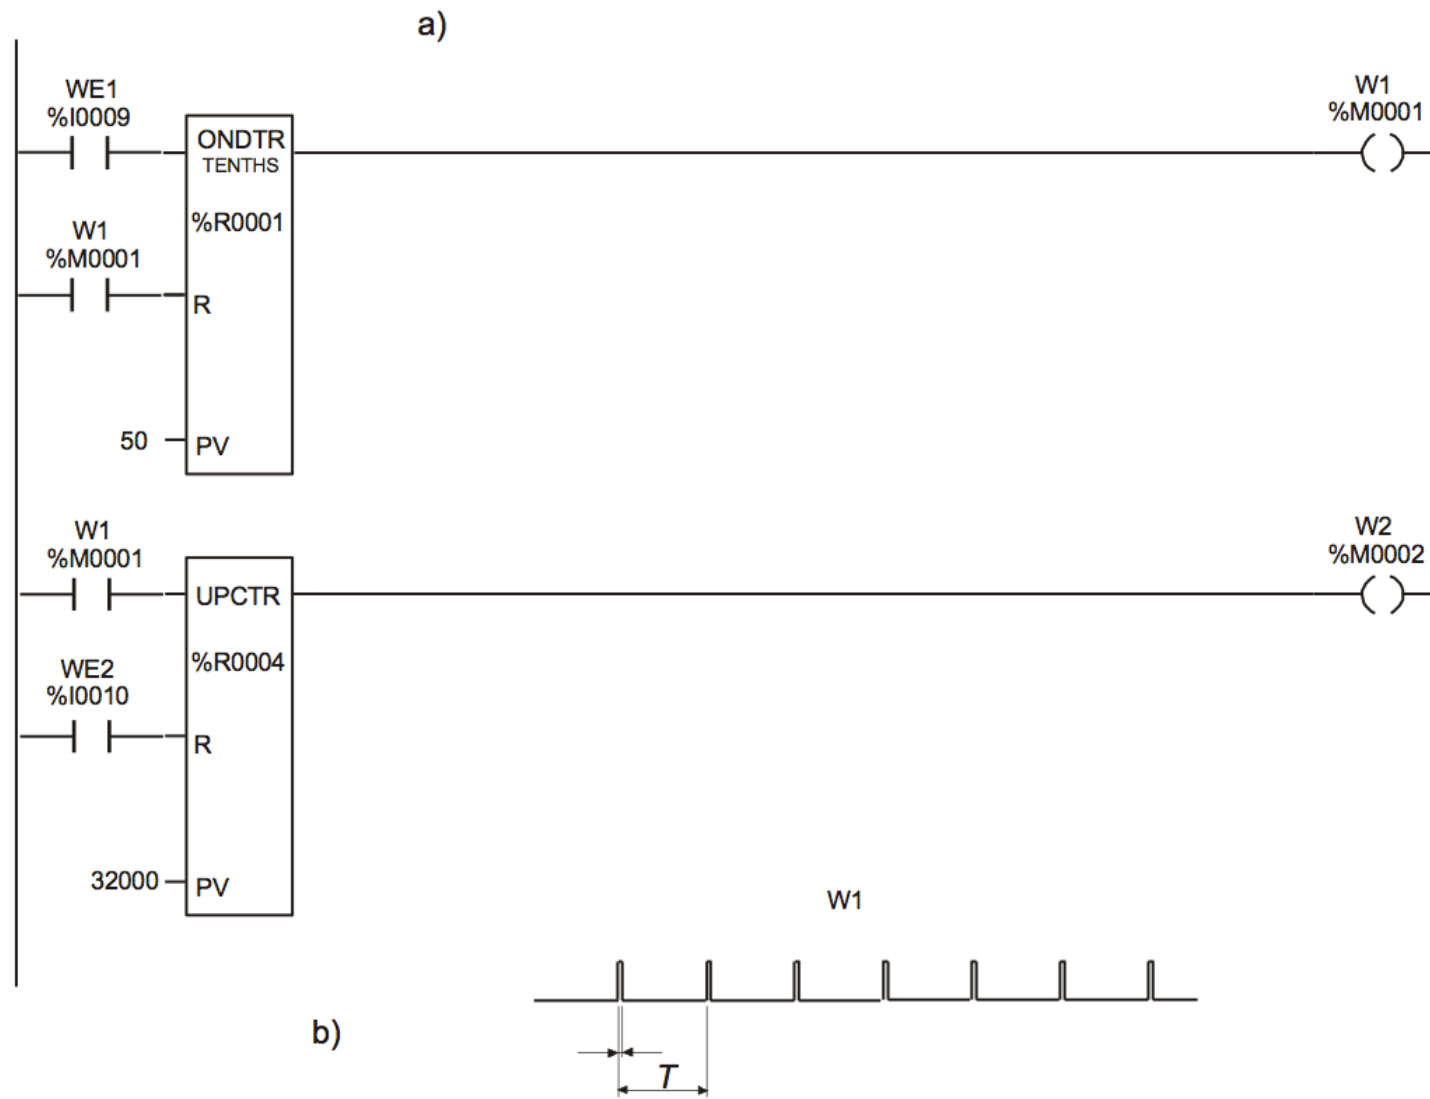 a)
WE1
%I0009
W1
%M0001
ONDTR
TENTHS
%R0001
W1
%M0001
R
50
PV
W1
%M0001
W2
%M0002
UPCTR
%R0004
WE2
%I0010
R
32000
PV
W1
b)
T